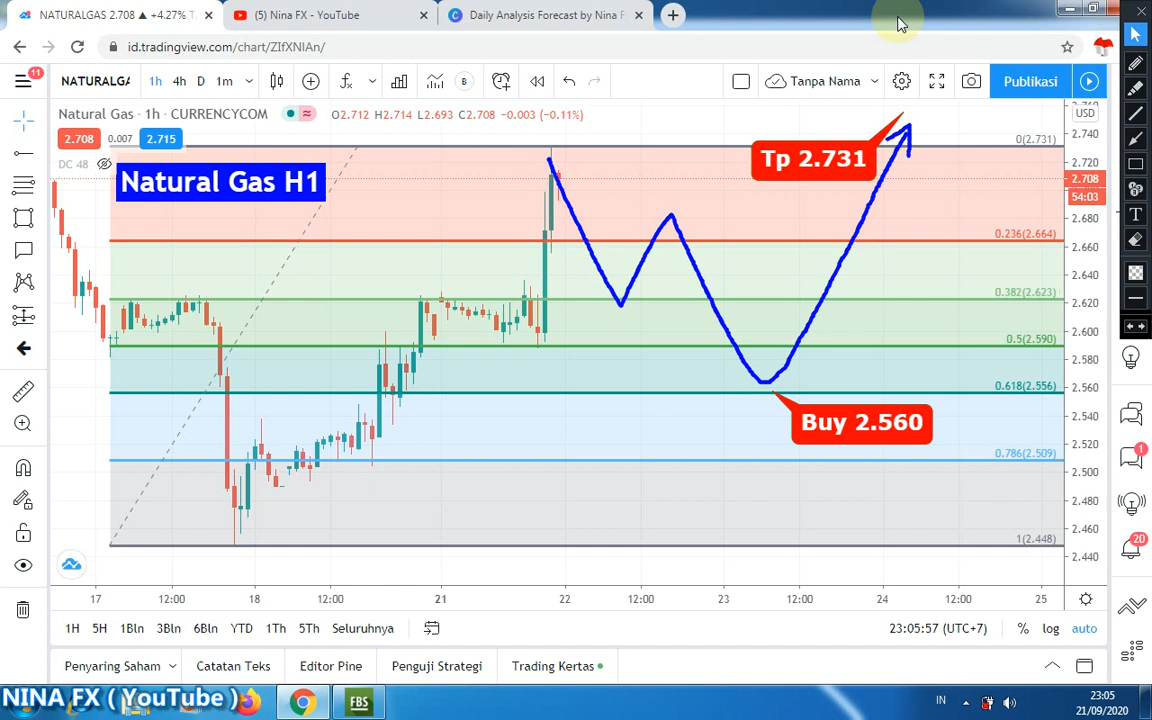 NATURALGAS 2.708 ▲ +4.27% T
(5) Nina FX - YouTube
Daily Analysis Forecast by Nina F
id.tradingview.com/chart/ZIfXNIAn/
11
NATURALGA
1h
4h
D
1m
B
Tanpa Nama
Publikasi
Natural Gas · 1h · CURRENCYCOM
O2.712 H2.714 L2.693 C2.708 -0.003 (-0.11%)
2.708
0.007
2.715
DC 48
Natural Gas H1
Tp 2.731
Buy 2.560
0(2.731)
0.236(2.664)
0.382(2.623)
0.5(2.590)
0.618(2.556)
0.786(2.509)
1(2.448)
USD
2.740
2.720
2.708
54:03
2.680
2.660
2.640
2.620
2.600
2.580
2.560
2.540
2.520
2.500
2.480
2.460
2.440
17
12:00
18
12:00
21
22
12:00
23
12:00
24
12:00
25
1H
5H
1Bln
3Bln
6Bln
YTD
1Th
5Th
Seluruhnya
23:05:57 (UTC+7)
%
log
auto
Penyaring Saham
Catatan Teks
Editor Pine
Penguji Strategi
Trading Kertas
T
1
20
NINA FX ( YouTube )
FBS
IN
23:05
21/09/2020